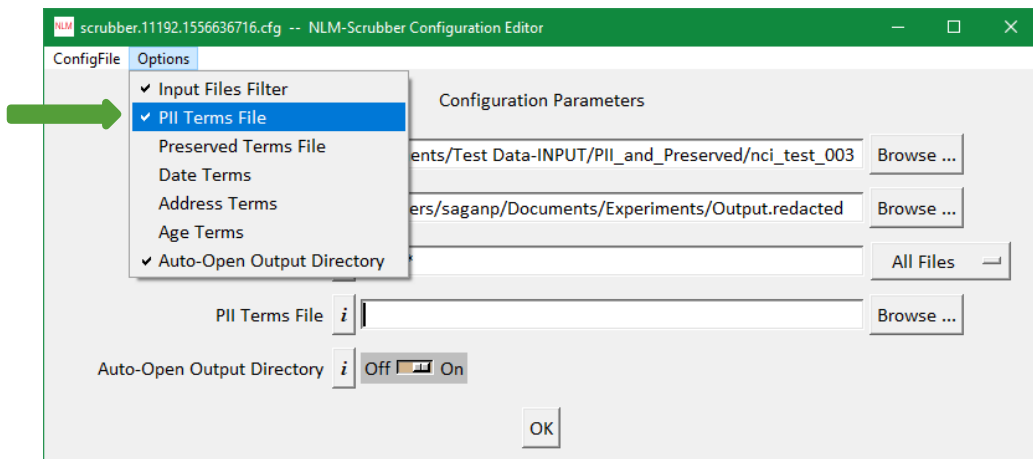 NLM scrubber.11192.1556636716.cfg -- NLM-Scrubber Configuration Editor
ConfigFile Options
✔ Input Files Filter
Configuration Parameters
✔ PII Terms File
Preserved Terms File
ents/Test Data-INPUT/PII_and_Preserved/nci_test_003 Browse ...
Date Terms
Address Terms
ers/saganp/Documents/Experiments/Output.redacted Browse ...
Age Terms
✔ Auto-Open Output Directory
* All Files
PII Terms File i Browse ...
Auto-Open Output Directory i Off On
OK